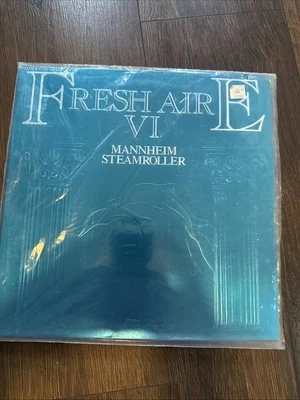 FRESH AIRE
VI
MANNHEIM
STEAMROLLER